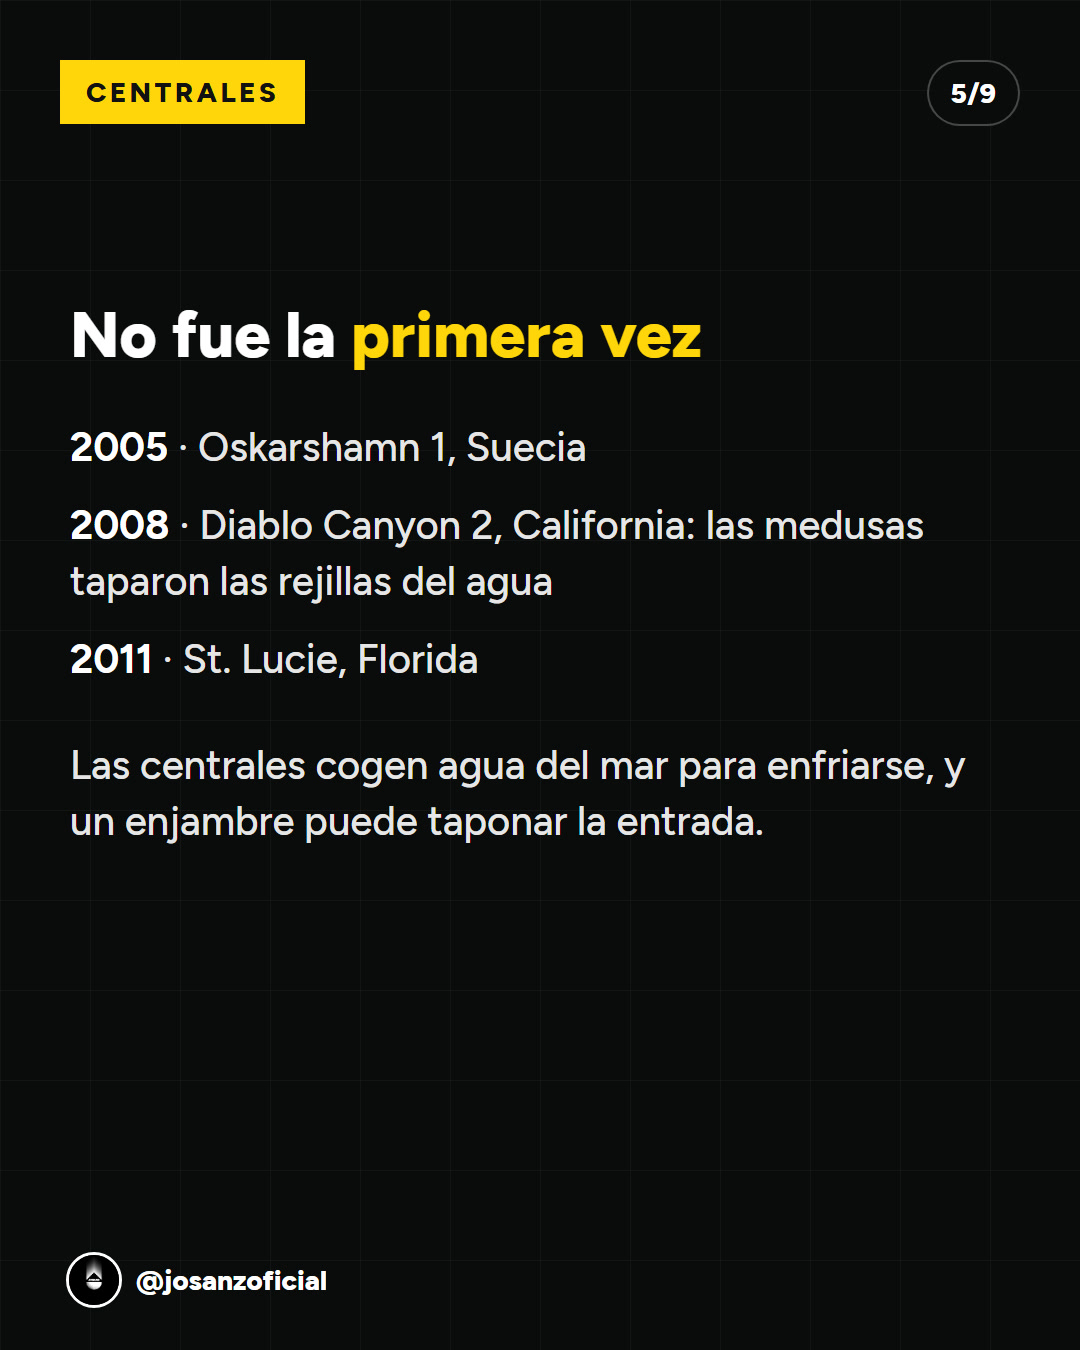 CENTRALES
5/9
No fue la primera vez
2005 · Oskarshamn 1, Suecia
2008 · Diablo Canyon 2, California: las medusas
taparon las rejillas del agua
2011 · St. Lucie, Florida
Las centrales cogen agua del mar para enfriarse, y
un enjambre puede taponar la entrada.
@josanzoficial